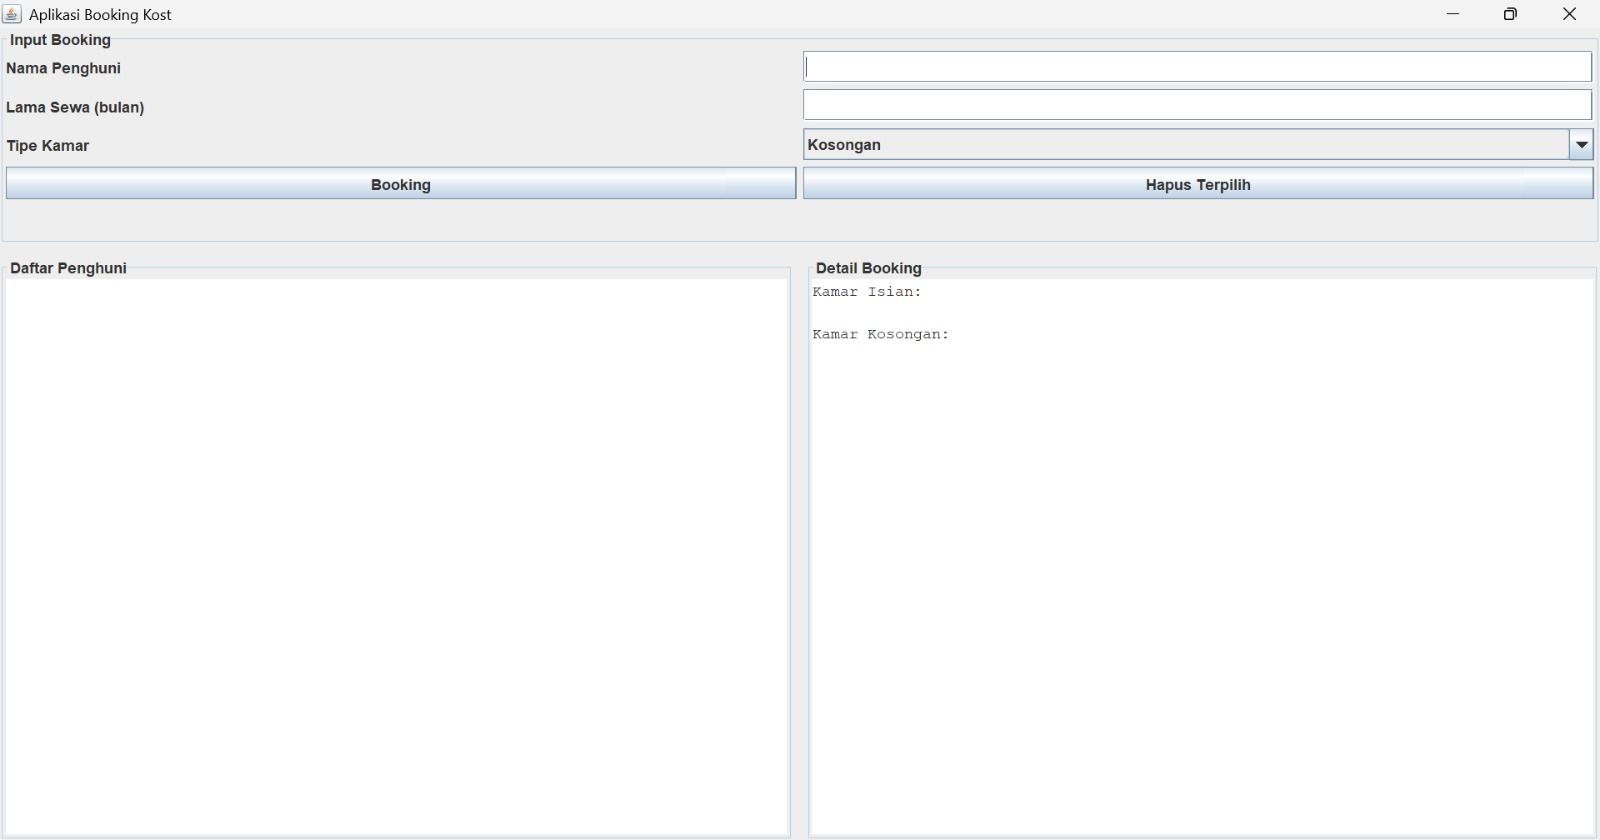 Aplikasi Booking Kost
Input Booking
Nama Penghuni
Lama Sewa (bulan)
Tipe Kamar
Kosongan
Booking
Hapus Terpilih
Daftar Penghuni
Detail Booking
Kamar Isian:
Kamar Kosongan: